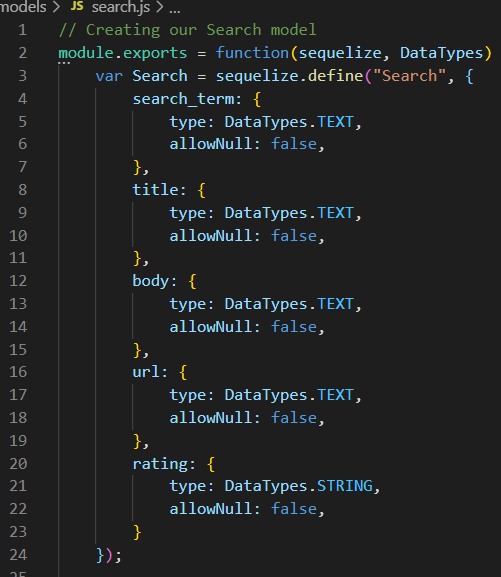 models > JS search.js > ...
1 // Creating our Search model
2 module.exports = function(sequelize, DataTypes)
3 var Search = sequelize.define("Search", {
4 search_term: {
5 type: DataTypes.TEXT,
6 allowNull: false,
7 },
8 title: {
9 type: DataTypes.TEXT,
10 allowNull: false,
11 },
12 body: {
13 type: DataTypes.TEXT,
14 allowNull: false,
15 },
16 url: {
17 type: DataTypes.TEXT,
18 allowNull: false,
19 },
20 rating: {
21 type: DataTypes.STRING,
22 allowNull: false,
23 }
24 });
25